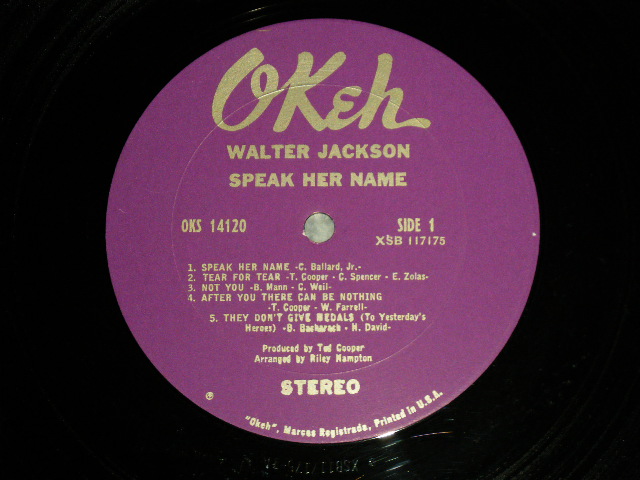 OKeh
WALTER JACKSON
SPEAK HER NAME
OKS 14120
SIDE 1
XSB 117175
1. SPEAK HER NAME -C. Ballard, Jr.-
2. TEAR FOR TEAR -T. Cooper - C. Spencer - E. Zolas-
3. NOT YOU -B. Mann - C. Weil-
4. AFTER YOU THERE CAN BE NOTHING
-T. Cooper - W. Farrell-
5. THEY DON'T GIVE MEDALS (To Yesterday's
Heroes) -B. Bacharach - H. David-
Produced by Ted Cooper
Arranged by Riley Hampton
STEREO
℗
"Okeh", Marcas Registrada, Printed in U.S.A.